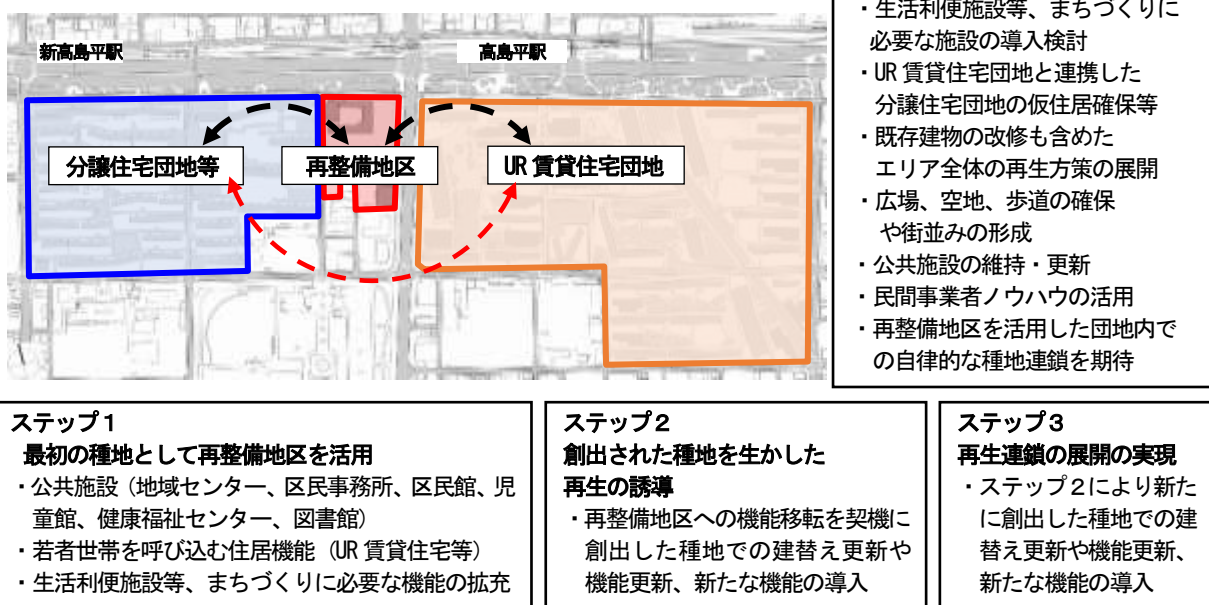 新高島平駅
高島平駅
分譲住宅団地等
再整備地区
UR 賃貸住宅団地
・生活利便施設等、まちづくりに
必要な施設の導入検討
・UR 賃貸住宅団地と連携した
分譲住宅団地の仮住居確保等
・既存建物の改修も含めた
エリア全体の再生方策の展開
・広場、空地、歩道の確保
や街並みの形成
・公共施設の維持・更新
・民間事業者ノウハウの活用
・再整備地区を活用した団地内で
の自律的な種地連鎖を期待
ステップ1
最初の種地として再整備地区を活用
・公共施設（地域センター、区民事務所、区民館、児
童館、健康福祉センター、図書館）
・若者世帯を呼び込む住居機能（UR 賃貸住宅等）
・生活利便施設等、まちづくりに必要な機能の拡充
ステップ2
創出された種地を生かした
再生の誘導
・再整備地区への機能移転を契機に
創出した種地での建替え更新や
機能更新、新たな機能の導入
ステップ3
再生連鎖の展開の実現
・ステップ2により新た
に創出した種地での建
替え更新や機能更新、
新たな機能の導入